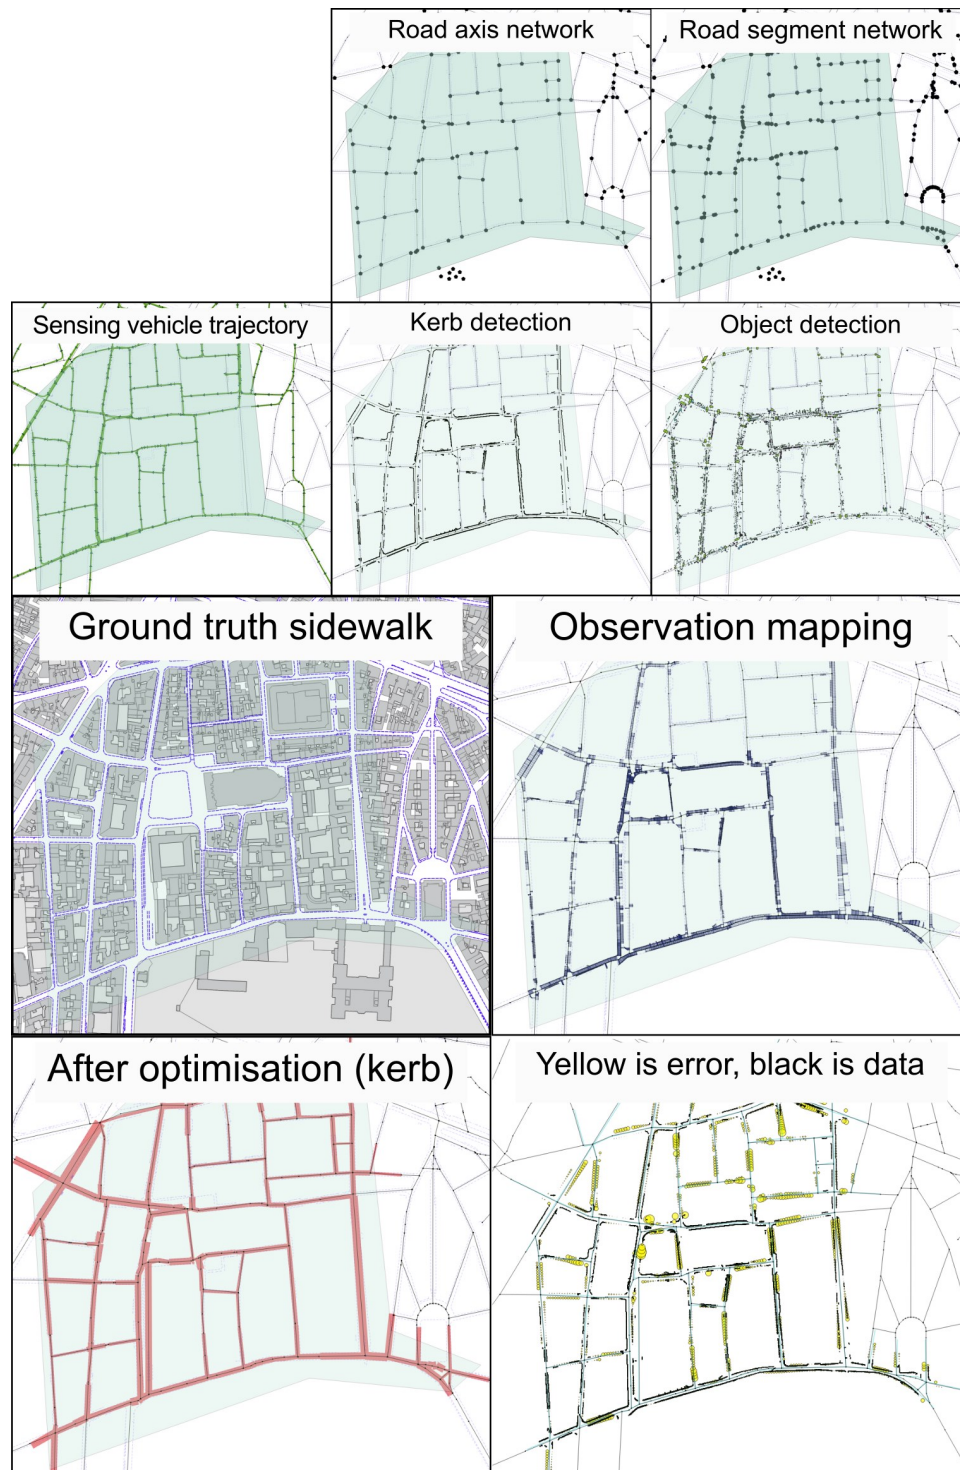 Road axis network
Road segment network
Sensing vehicle trajectory
Kerb detection
Object detection
Ground truth sidewalk
Observation mapping
After optimisation (kerb)
Yellow is error, black is data